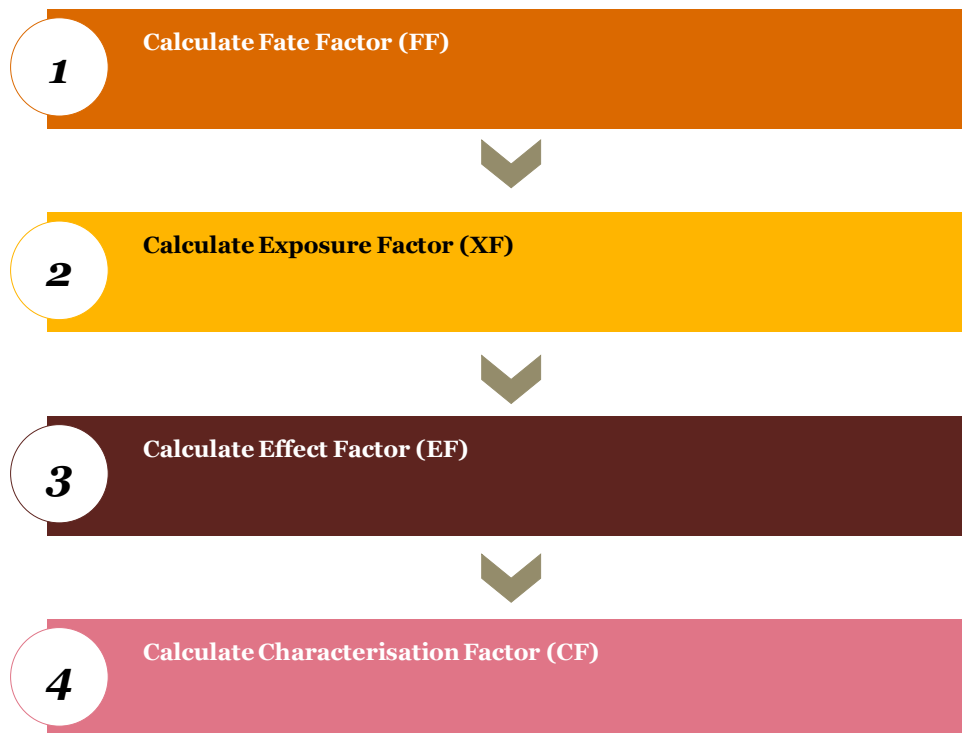 1
Calculate Fate Factor (FF)
2
Calculate Exposure Factor (XF)
3
Calculate Effect Factor (EF)
4
Calculate Characterisation Factor (CF)